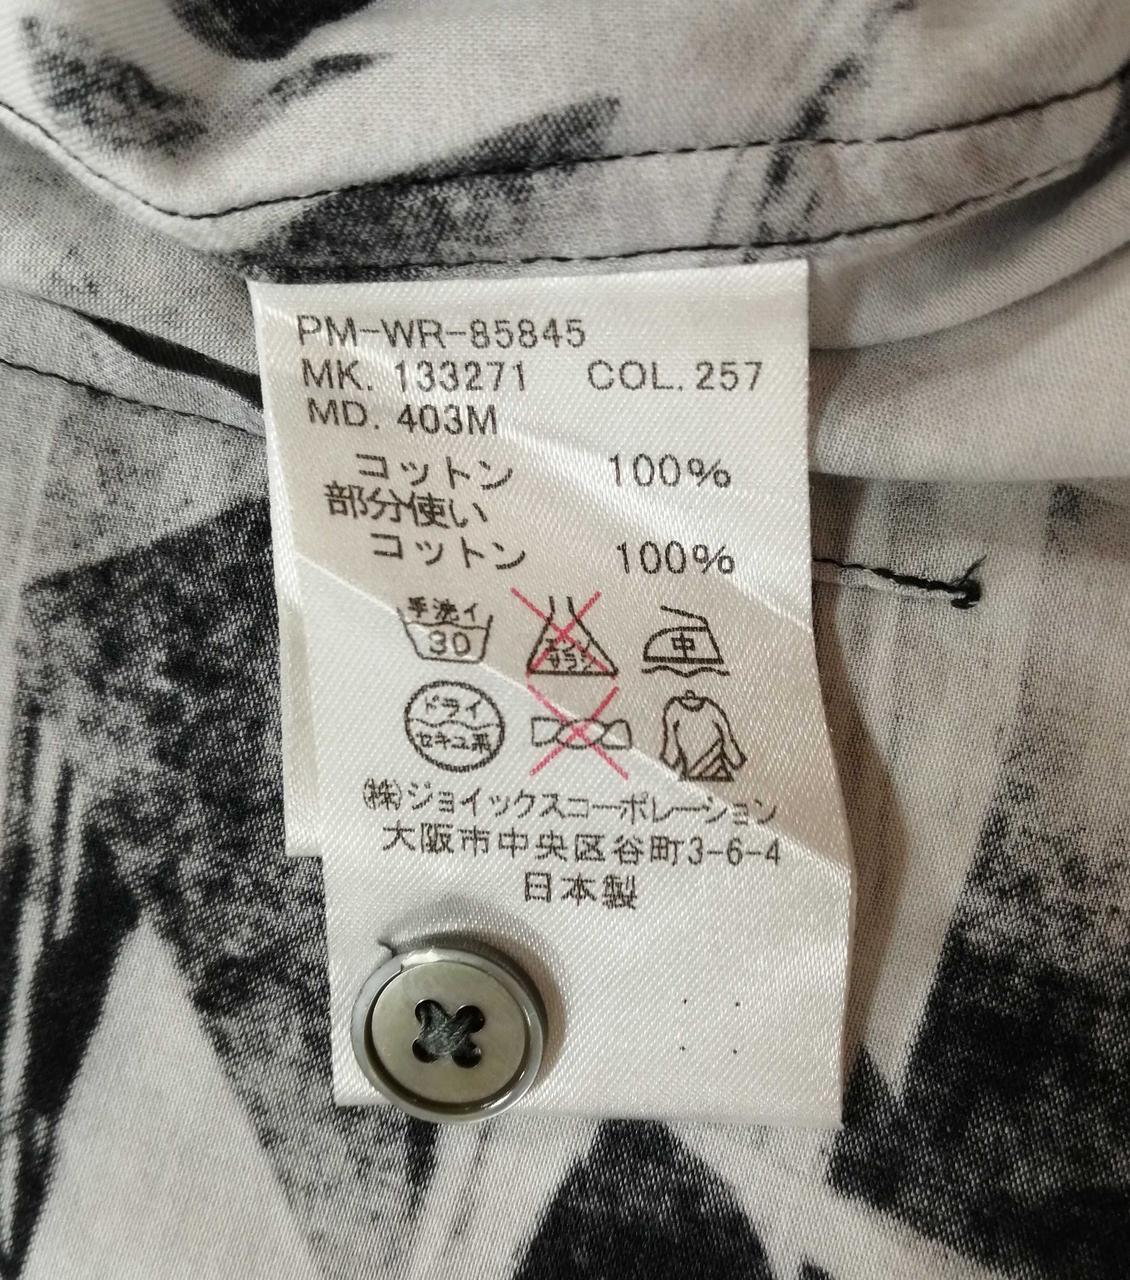 PM-WR-85845
MK. 133271 COL. 257
MD. 403M
コットン 100%
部分使い
コットン 100%
手洗イ
30
エンソ
サラシ
中
ドライ
セキユ系
㈱ジョイックスコーポレーション
大阪市中央区谷町3-6-4
日本製